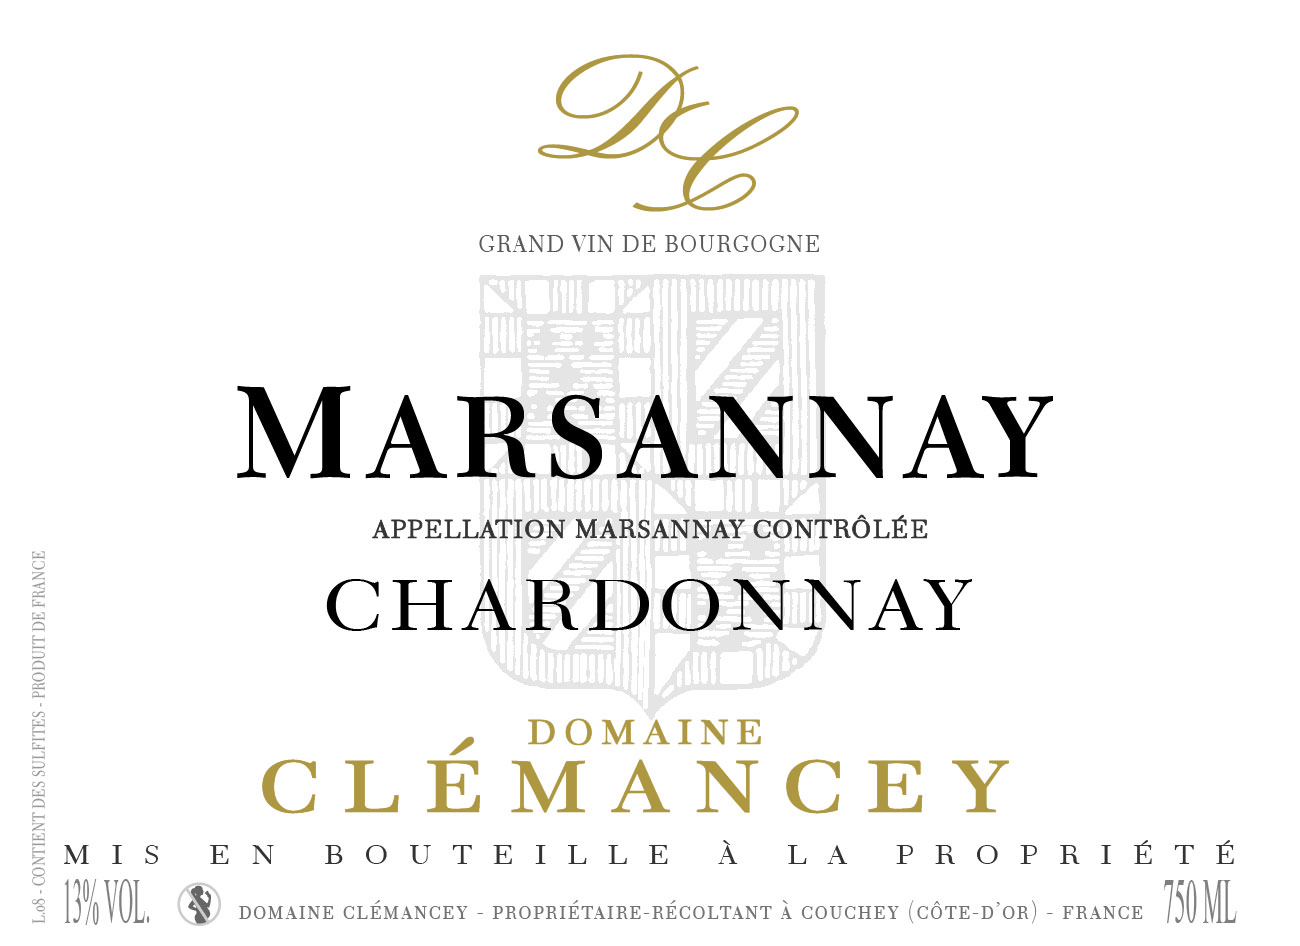 DC
GRAND VIN DE BOURGOGNE
MARSANNAY
APPELLATION MARSANNAY CONTRÔLÉE
CHARDONNAY
DOMAINE
CLÉMANCEY
MIS EN BOUTEILLE À LA PROPRIÉTÉ
13% VOL.
DOMAINE CLÉMANCEY - PROPRIÉTAIRE-RÉCOLTANT À COUCHEY (CÔTE-D'OR) - FRANCE
750 ML
L.08 - CONTIENT DES SULFITES - PRODUIT DE FRANCE